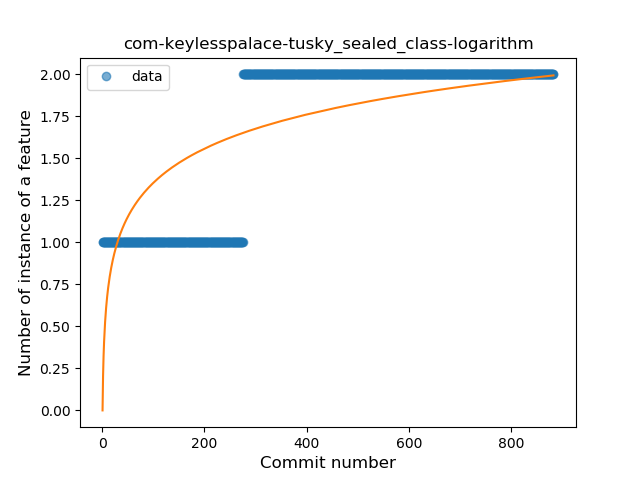 com-keylesspalace-tusky_sealed_class-logarithm
data
Number of instance of a feature
2.00
1.75
1.50
1.25
1.00
0.75
0.50
0.25
0.00
0 200 400 600 800
Commit number